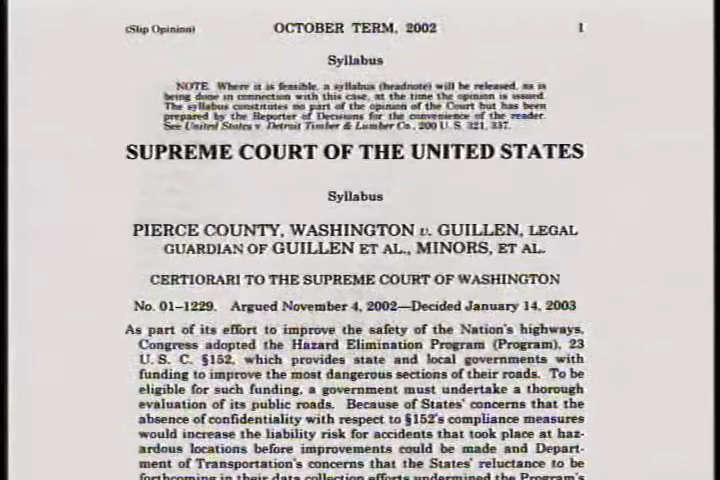 (Slip Opinion) OCTOBER TERM, 2002 1
Syllabus
NOTE: Where it is feasible, a syllabus (headnote) will be released, as is
being done in connection with this case, at the time the opinion is issued.
The syllabus constitutes no part of the opinion of the Court but has been
prepared by the Reporter of Decisions for the convenience of the reader.
See United States v. Detroit Timber & Lumber Co., 200 U. S. 321, 337.
SUPREME COURT OF THE UNITED STATES
Syllabus
PIERCE COUNTY, WASHINGTON v. GUILLEN, LEGAL
GUARDIAN OF GUILLEN ET AL., MINORS, ET AL.
CERTIORARI TO THE SUPREME COURT OF WASHINGTON
No. 01–1229. Argued November 4, 2002—Decided January 14, 2003
As part of its effort to improve the safety of the Nation's highways,
Congress adopted the Hazard Elimination Program (Program), 23
U. S. C. §152, which provides state and local governments with
funding to improve the most dangerous sections of their roads. To be
eligible for such funding, a government must undertake a thorough
evaluation of its public roads. Because of States' concerns that the
absence of confidentiality with respect to §152's compliance measures
would increase the liability risk for accidents that took place at haz-
ardous locations before improvements could be made and Depart-
ment of Transportation's concerns that the States' reluctance to be
forthcoming in their data collection efforts undermined the Program's